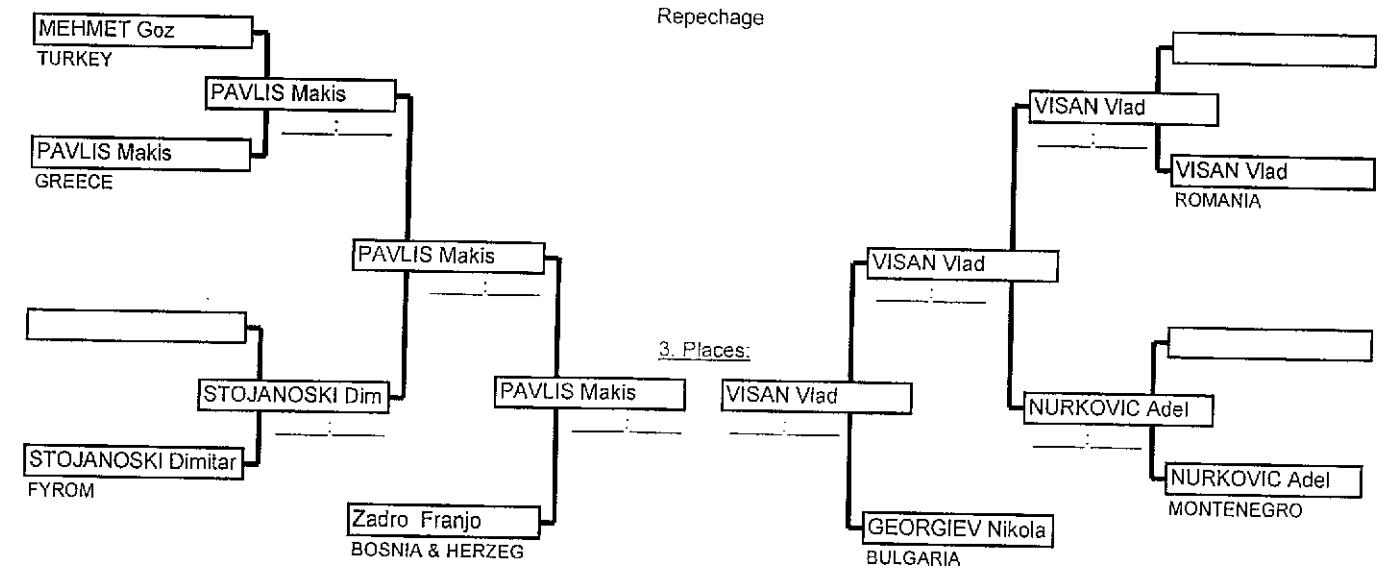 Repechage
MEHMET Goz
TURKEY
PAVLIS Makis
:
PAVLIS Makis
GREECE
PAVLIS Makis
:
STOJANOSKI Dim
:
STOJANOSKI Dimitar
FYROM
3. Places:
PAVLIS Makis
:
Zadro Franjo
BOSNIA & HERZEG
VISAN Vlad
:
VISAN Vlad
ROMANIA
VISAN Vlad
:
VISAN Vlad
:
NURKOVIC Adel
:
NURKOVIC Adel
MONTENEGRO
GEORGIEV Nikola
BULGARIA